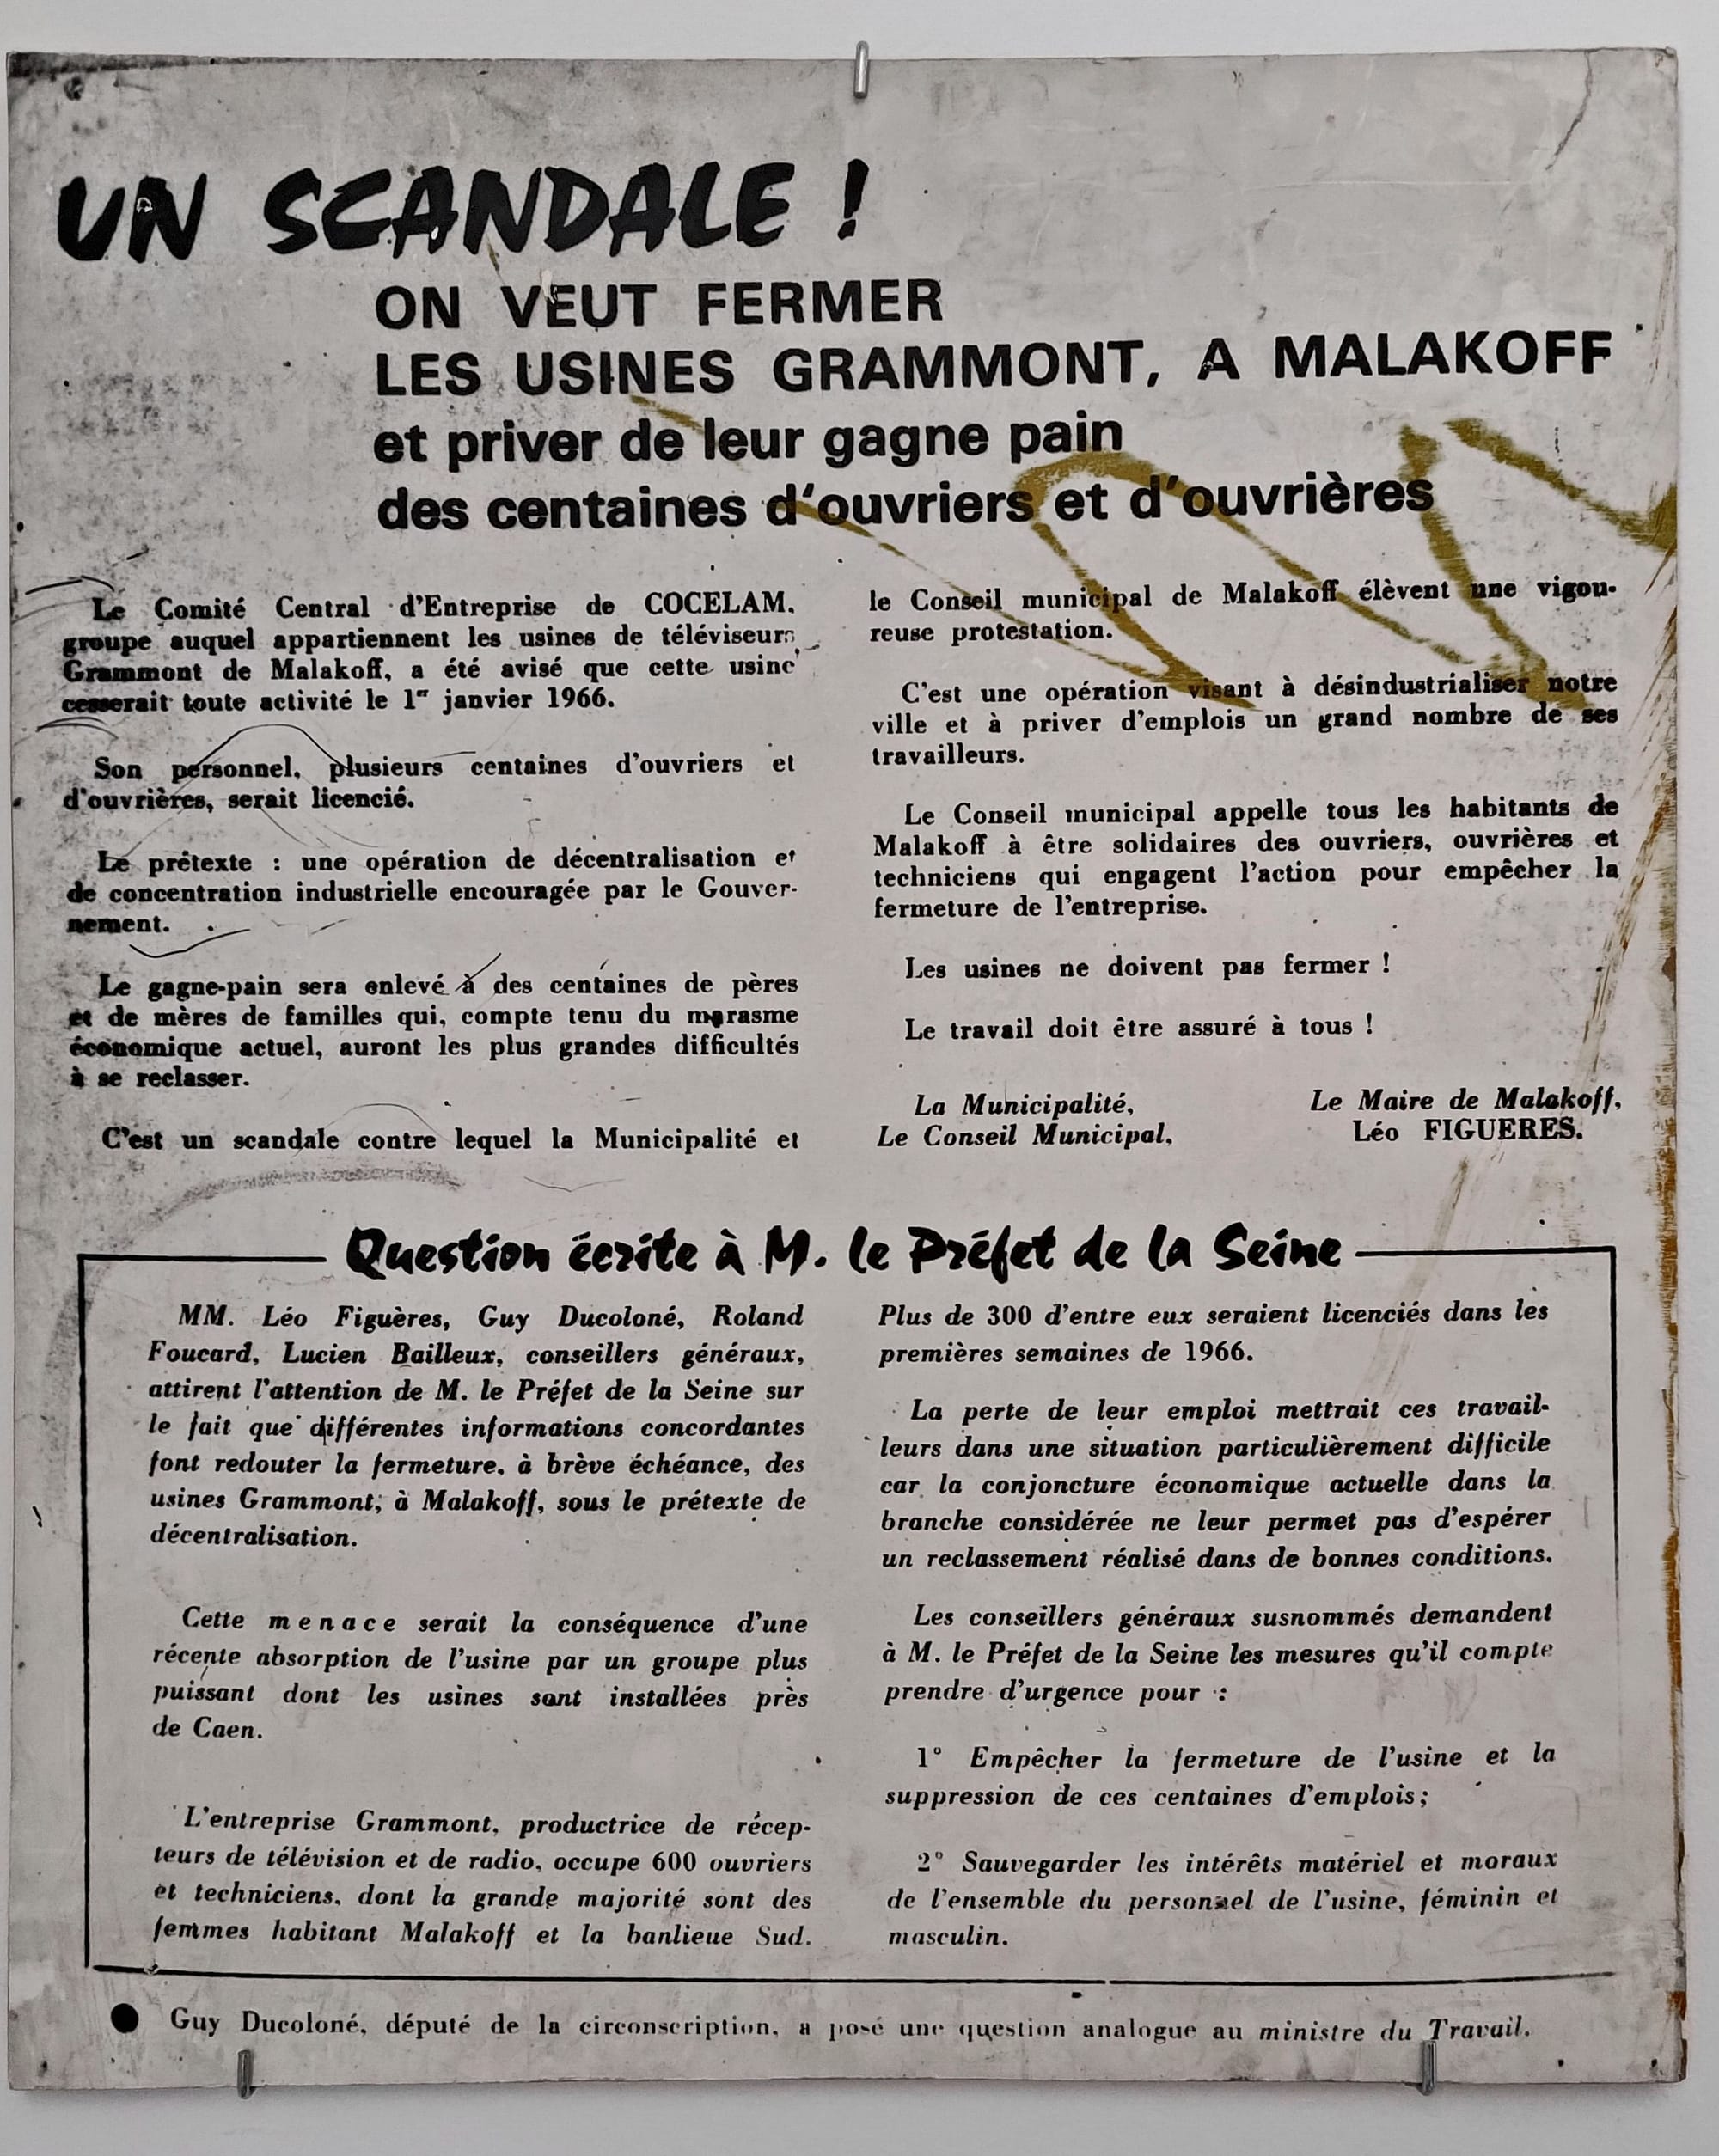 UN SCANDALE !
ON VEUT FERMER
LES USINES GRAMMONT, A MALAKOFF
et priver de leur gagne pain
des centaines d'ouvriers et d'ouvrières
Le Comité Central d'Entreprise de COCELAM,
groupe auquel appartiennent les usines de téléviseurs
Grammont de Malakoff, a été avisé que cette usine
cesserait toute activité le 1er janvier 1966.
Son personnel, plusieurs centaines d'ouvriers et
d'ouvrières, serait licencié.
Le prétexte : une opération de décentralisation et
de concentration industrielle encouragée par le Gouver-
nement.
Le gagne-pain sera enlevé à des centaines de pères
et de mères de familles qui, compte tenu du marasme
économique actuel, auront les plus grandes difficultés
à se reclasser.
C'est un scandale contre lequel la Municipalité et
le Conseil municipal de Malakoff élèvent une vigou-
reuse protestation.
C'est une opération visant à désindustrialiser notre
ville et à priver d'emplois un grand nombre de ses
travailleurs.
Le Conseil municipal appelle tous les habitants de
Malakoff à être solidaires des ouvriers, ouvrières et
techniciens qui engagent l'action pour empêcher la
fermeture de l'entreprise.
Les usines ne doivent pas fermer !
Le travail doit être assuré à tous !
La Municipalité,
Le Conseil Municipal,
Le Maire de Malakoff,
Léo FIGUERES.
Question écrite à M. le Préfet de la Seine
MM. Léo Figuères, Guy Ducoloné, Roland
Foucard, Lucien Bailleux, conseillers généraux,
attirent l'attention de M. le Préfet de la Seine sur
le fait que différentes informations concordantes
font redouter la fermeture, à brève échéance, des
usines Grammont, à Malakoff, sous le prétexte de
décentralisation.
Cette menace serait la conséquence d'une
récente absorption de l'usine par un groupe plus
puissant dont les usines sont installées près
de Caen.
L'entreprise Grammont, productrice de récep-
teurs de télévision et de radio, occupe 600 ouvriers
et techniciens, dont la grande majorité sont des
femmes habitant Malakoff et la banlieue Sud.
Plus de 300 d'entre eux seraient licenciés dans les
premières semaines de 1966.
La perte de leur emploi mettrait ces travail-
leurs dans une situation particulièrement difficile
car la conjoncture économique actuelle dans la
branche considérée ne leur permet pas d'espérer
un reclassement réalisé dans de bonnes conditions.
Les conseillers généraux susnommés demandent
à M. le Préfet de la Seine les mesures qu'il compte
prendre d'urgence pour :
1° Empêcher la fermeture de l'usine et la
suppression de ces centaines d'emplois;
2° Sauvegarder les intérêts matériel et moraux
de l'ensemble du personnel de l'usine, féminin et
masculin.
● Guy Ducoloné, député de la circonscription, a posé une question analogue au ministre du Travail.